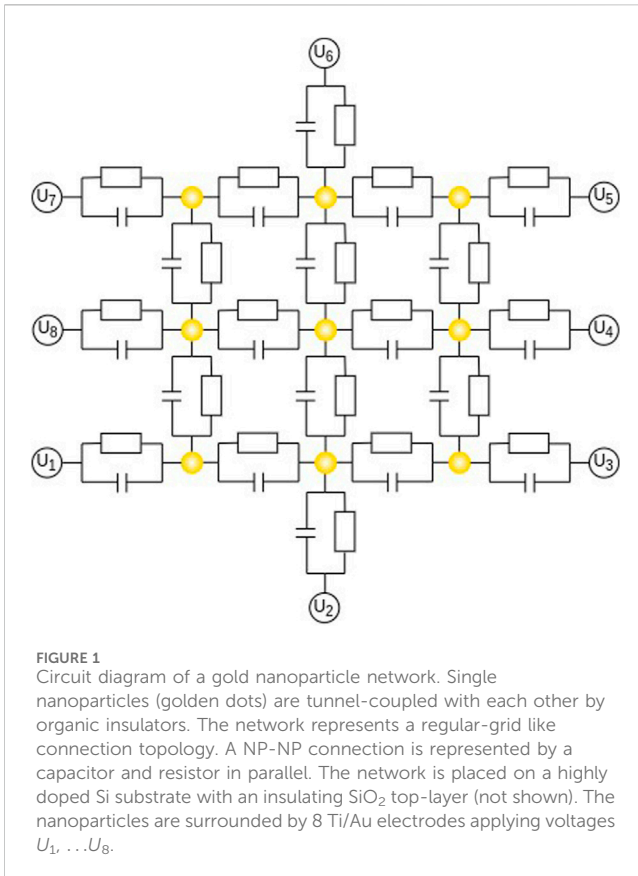 U6
U7
U5
U8
U4
U1
U3
U2
FIGURE 1
Circuit diagram of a gold nanoparticle network. Single
nanoparticles (golden dots) are tunnel-coupled with each other by
organic insulators. The network represents a regular-grid like
connection topology. A NP-NP connection is represented by a
capacitor and resistor in parallel. The network is placed on a highly
doped Si substrate with an insulating SiO2 top-layer (not shown). The
nanoparticles are surrounded by 8 Ti/Au electrodes applying voltages
U1, ...U8.